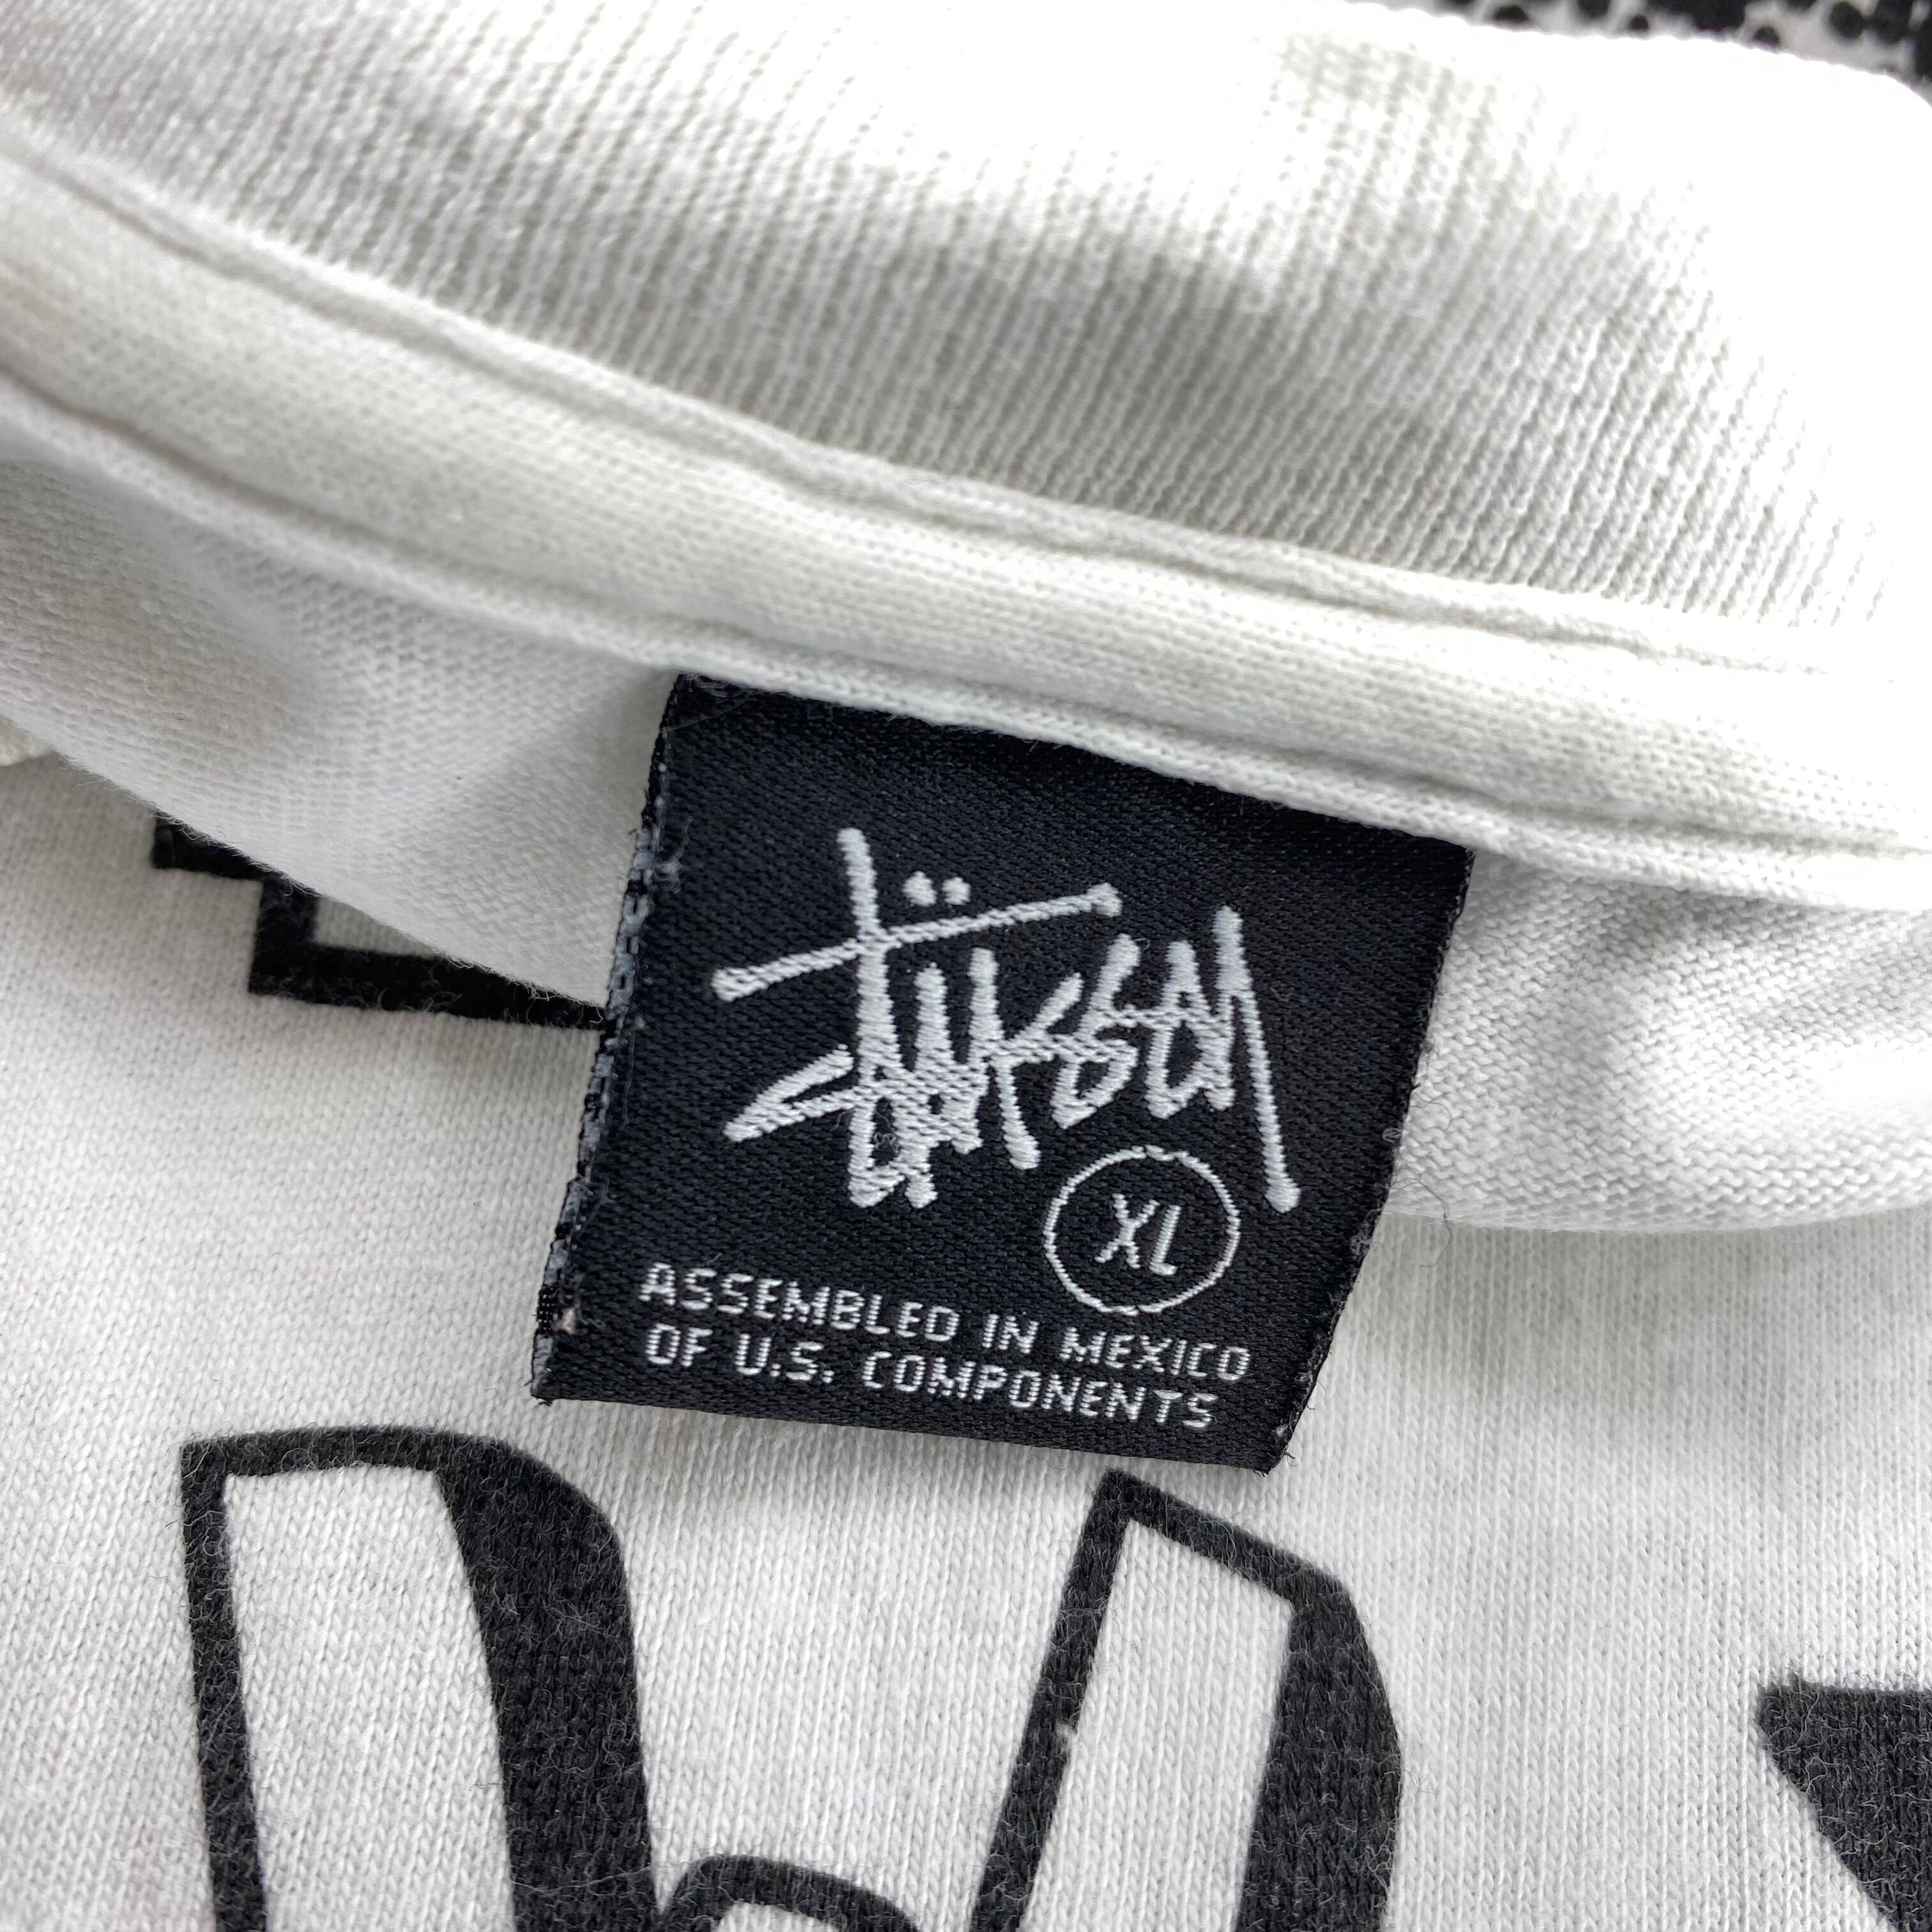 Stüssy
XL
ASSEMBLED IN MEXICO
OF U.S. COMPONENTS